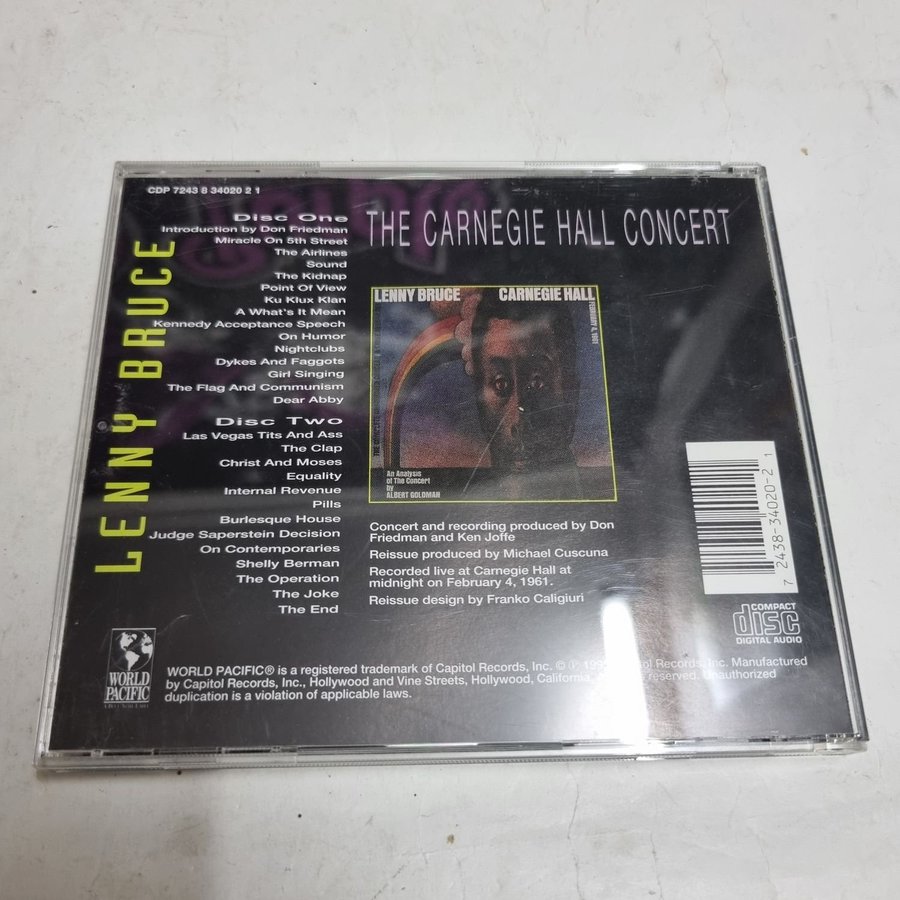 CDP 7243 8 34020 2 1
LENNY BRUCE
Disc One
Introduction by Don Friedman
Miracle On 5th Street
The Airlines
Sound
The Kidnap
Point Of View
Ku Klux Klan
A What's It Mean
Kennedy Acceptance Speech
On Humor
Nightclubs
Dykes And Faggots
Girl Singing
The Flag And Communism
Dear Abby
Disc Two
Las Vegas Tits And Ass
The Clap
Christ And Moses
Equality
Internal Revenue
Pills
Burlesque House
Judge Saperstein Decision
On Contemporaries
Shelly Berman
The Operation
The Joke
The End
THE CARNEGIE HALL CONCERT
LENNY BRUCE CARNEGIE HALL
FEBRUARY 4, 1961
An Analysis
of The Concert
by
ALBERT GOLDMAN
Concert and recording produced by Don
Friedman and Ken Joffe
Reissue produced by Michael Cuscuna
Recorded live at Carnegie Hall at
midnight on February 4, 1961.
Reissue design by Franko Caligiuri
7 2438-34020-2 1
COMPACT
disc
DIGITAL AUDIO
WORLD
PACIFIC
WORLD PACIFIC® is a registered trademark of Capitol Records, Inc. © ℗ Capitol Records, Inc. Manufactured
by Capitol Records, Inc., Hollywood and Vine Streets, Hollywood, California. reserved. Unauthorized
duplication is a violation of applicable laws.